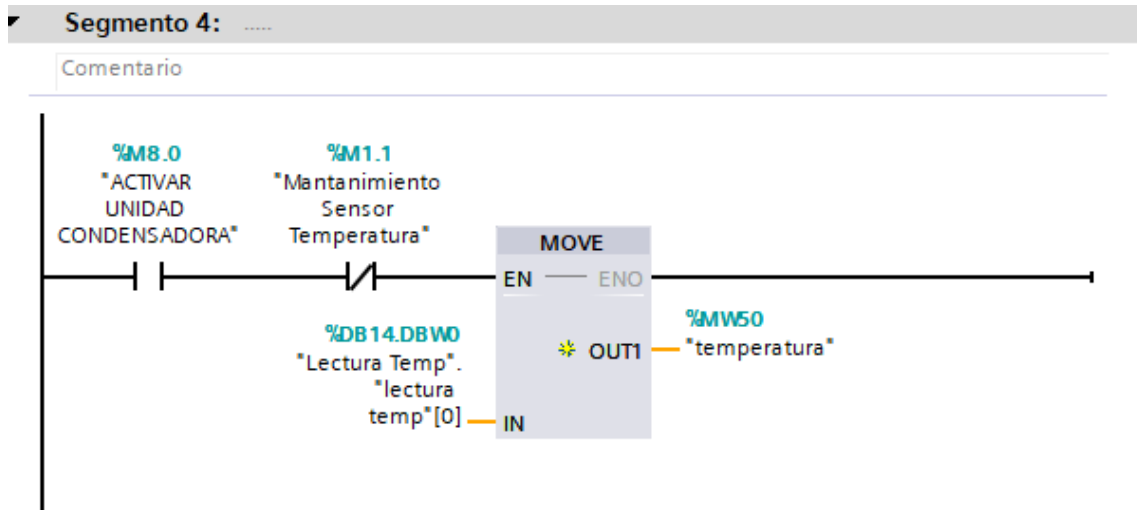 Segmento 4: .....
Comentario
%M8.0
"ACTIVAR
UNIDAD
CONDENSADORA"
%M1.1
"Mantanimiento
Sensor
Temperatura"
MOVE
EN ENO
%DB14.DBW0
"Lectura Temp".
"lectura
temp"[0]
IN
OUT1
%MW50
"temperatura"